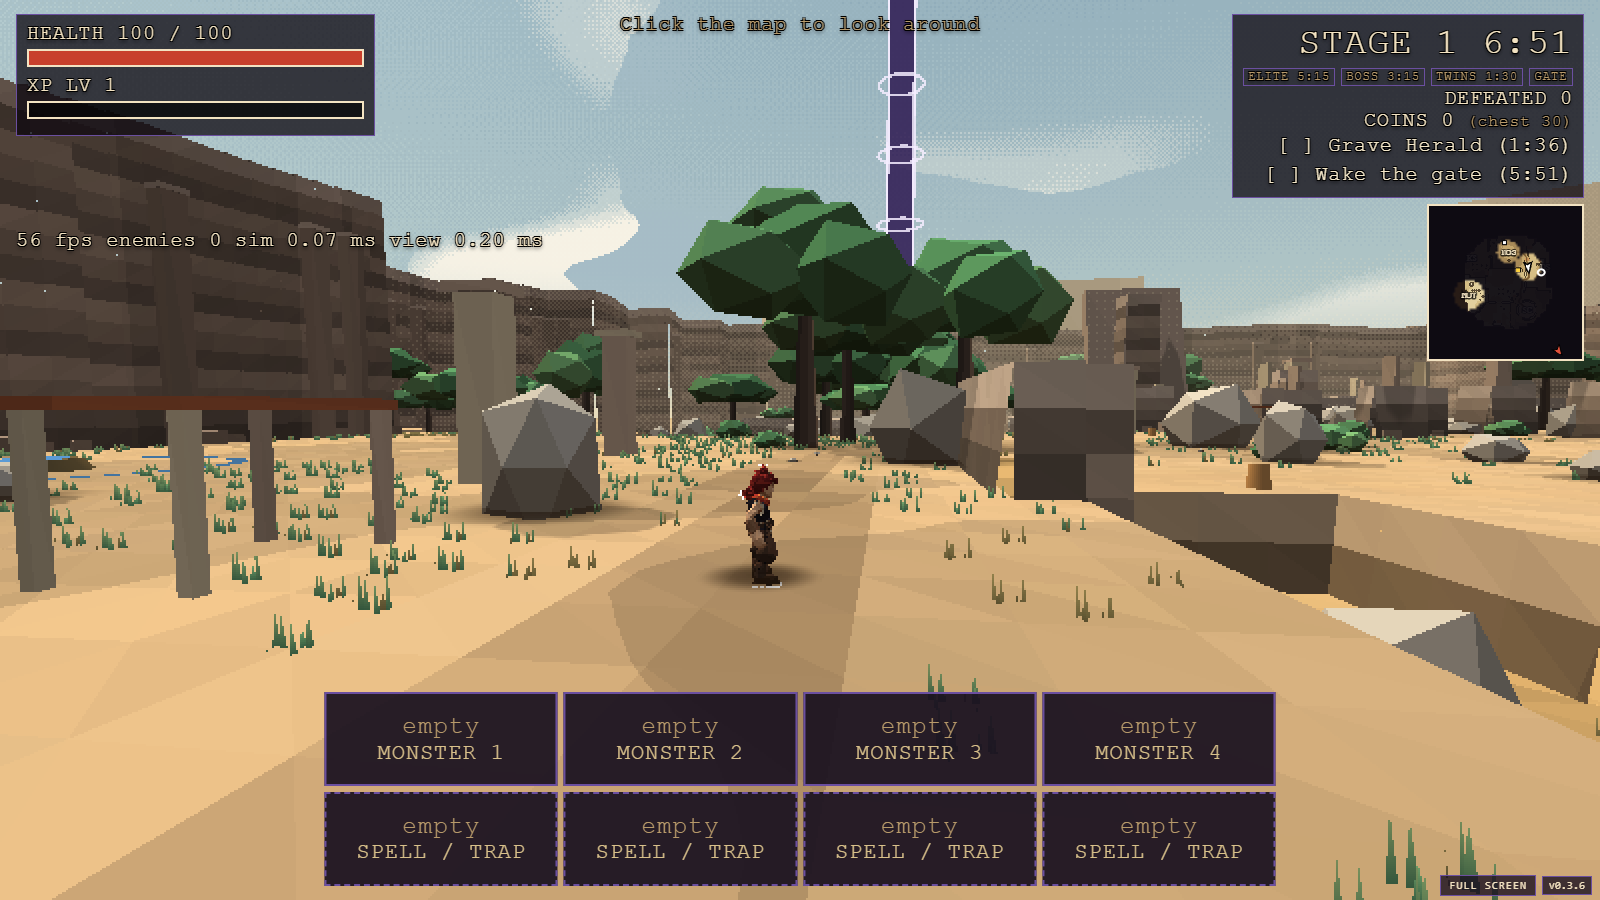 HEALTH 100 / 100
XP LV 1
Click the map to look around
STAGE 1 6:51
ELITE 5:15 BOSS 3:15 TWINS 1:30 GATE
DEFEATED 0
COINS 0 (chest 30)
[ ] Grave Herald (1:36)
[ ] Wake the gate (5:51)
56 fps enemies 0 sim 0.07 ms view 0.20 ms
empty
MONSTER 1
empty
MONSTER 2
empty
MONSTER 3
empty
MONSTER 4
empty
SPELL / TRAP
empty
SPELL / TRAP
empty
SPELL / TRAP
empty
SPELL / TRAP
FULL SCREEN
v0.3.6